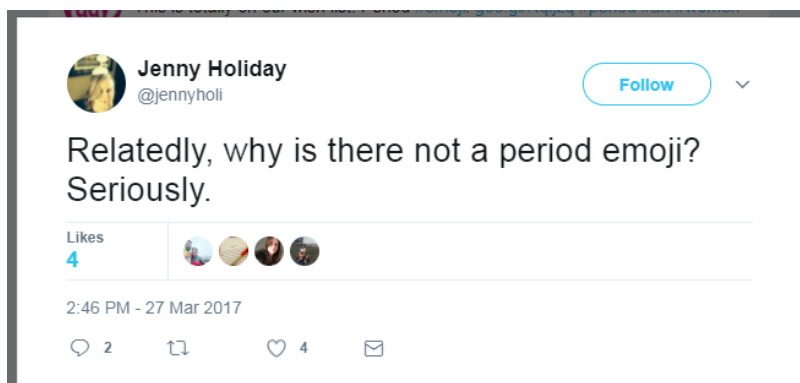 Jenny Holiday
@jennyholi
Follow
Relatedly, why is there not a period emoji?
Seriously.
Likes
4
2:46 PM - 27 Mar 2017
2
4